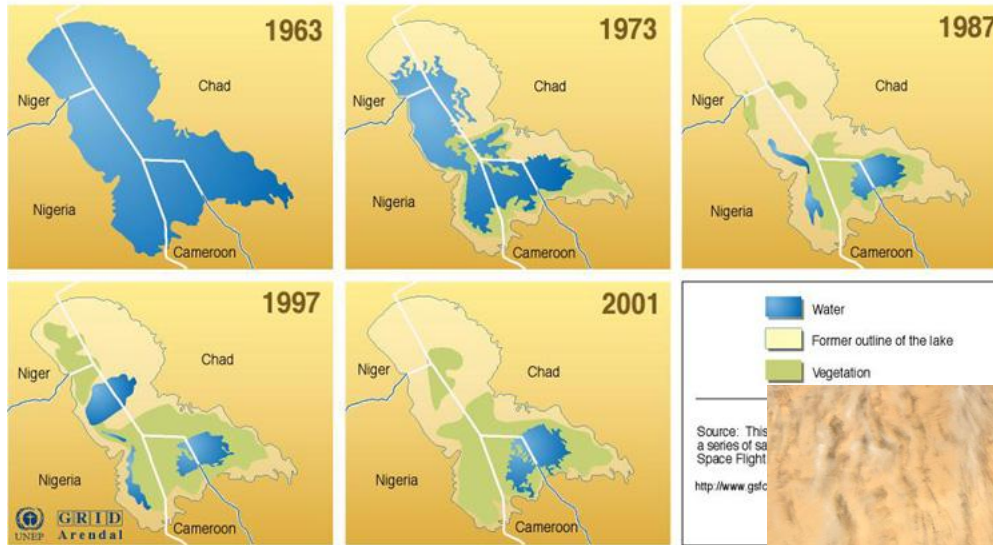 1963
Chad
Niger
Nigeria
Cameroon
1973
Chad
Niger
Nigeria
Cameroon
1987
Chad
Niger
Nigeria
Cameroon
1997
Chad
Niger
Nigeria
Cameroon
UNEP
GRID
Arendal
2001
Chad
Niger
Nigeria
Cameroon
Water
Former outline of the lake
Vegetation
Source: This
a series of sa
Space Flight
http://www.gsfc